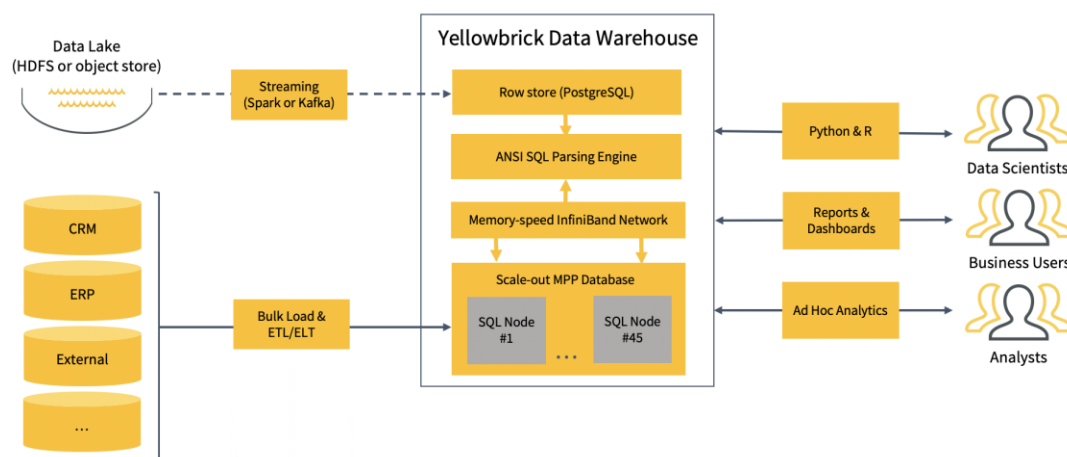 Yellowbrick Data Warehouse
Data Lake
(HDFS or object store)
Streaming
(Spark or Kafka)
Row store (PostgreSQL)
ANSI SQL Parsing Engine
Memory-speed InfiniBand Network
Scale-out MPP Database
SQL Node
#1
...
SQL Node
#45
CRM
ERP
External
...
Bulk Load &
ETL/ELT
Python & R
Data Scientists
Reports &
Dashboards
Business Users
Ad Hoc Analytics
Analysts